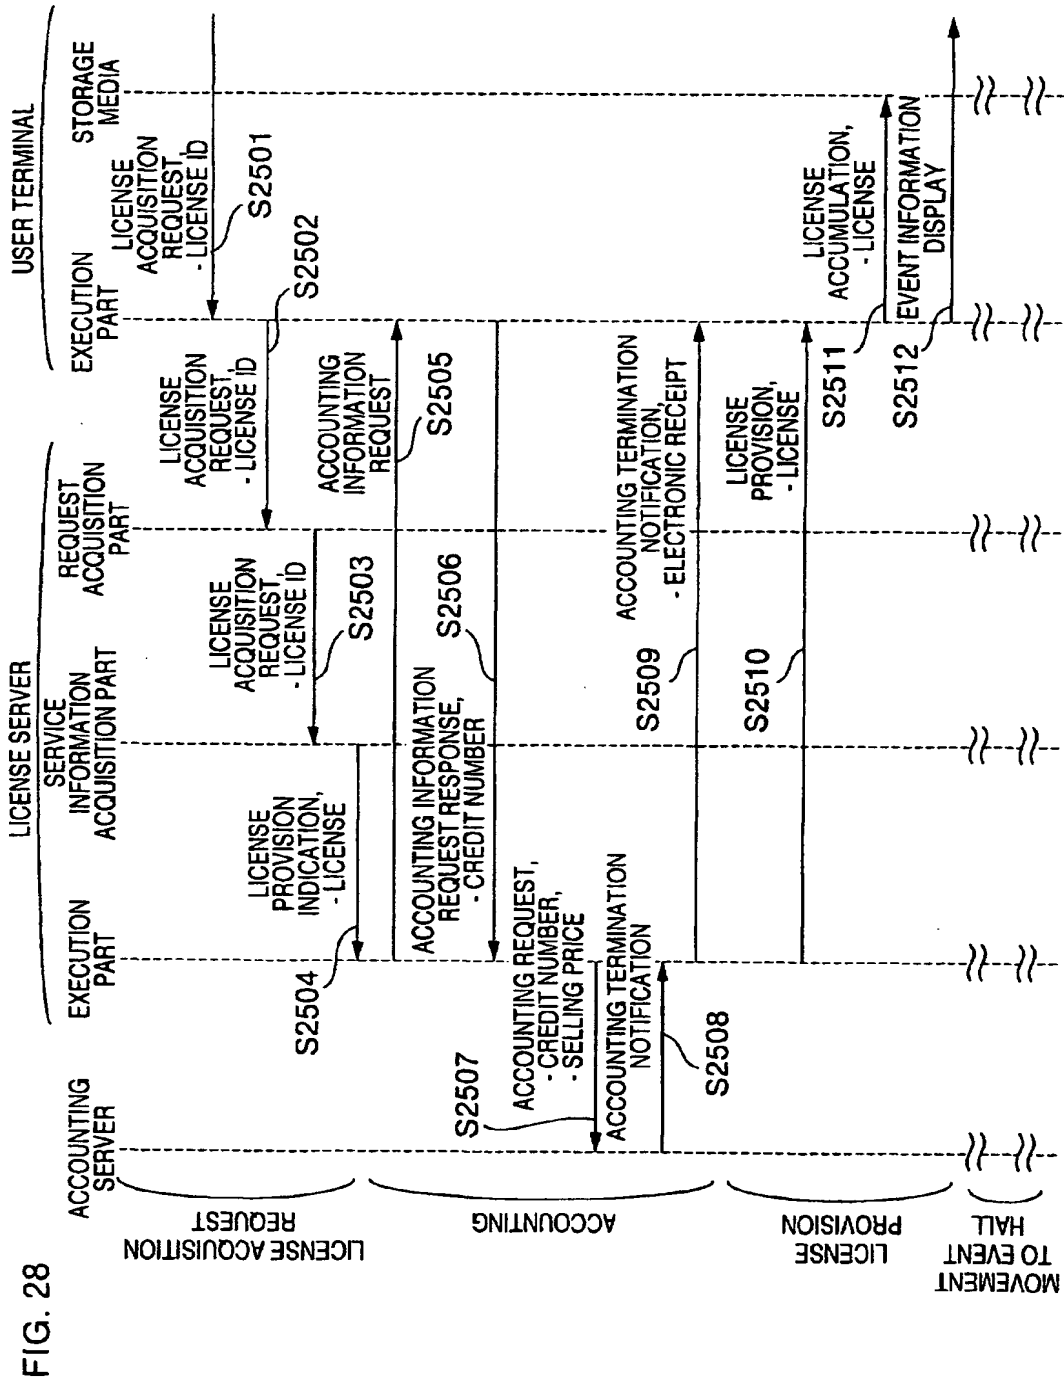 FIG. 28
LICENSE SERVER
USER TERMINAL
ACCOUNTING
SERVER
EXECUTION
PART
SERVICE
INFORMATION
ACQUISITION PART
REQUEST
ACQUISITION
PART
EXECUTION
PART
STORAGE
MEDIA
LICENSE ACQUISITION
REQUEST
LICENSE
ACQUISITION
REQUEST,
- LICENSE ID
S2501
LICENSE
ACQUISITION
REQUEST,
- LICENSE ID
S2502
LICENSE
ACQUISITION
REQUEST,
- LICENSE ID
S2503
LICENSE
PROVISION
INDICATION,
- LICENSE
S2504
ACCOUNTING
ACCOUNTING
INFORMATION
REQUEST
S2505
ACCOUNTING INFORMATION
REQUEST RESPONSE,
- CREDIT NUMBER
S2506
ACCOUNTING REQUEST,
- CREDIT NUMBER,
- SELLING PRICE
S2507
ACCOUNTING TERMINATION
NOTIFICATION
S2508
ACCOUNTING TERMINATION
NOTIFICATION,
- ELECTRONIC RECEIPT
S2509
LICENSE
PROVISION
LICENSE
PROVISION,
- LICENSE
S2510
LICENSE
ACCUMULATION,
- LICENSE
S2511
EVENT INFORMATION
DISPLAY
S2512
MOVEMENT
TO EVENT
HALL